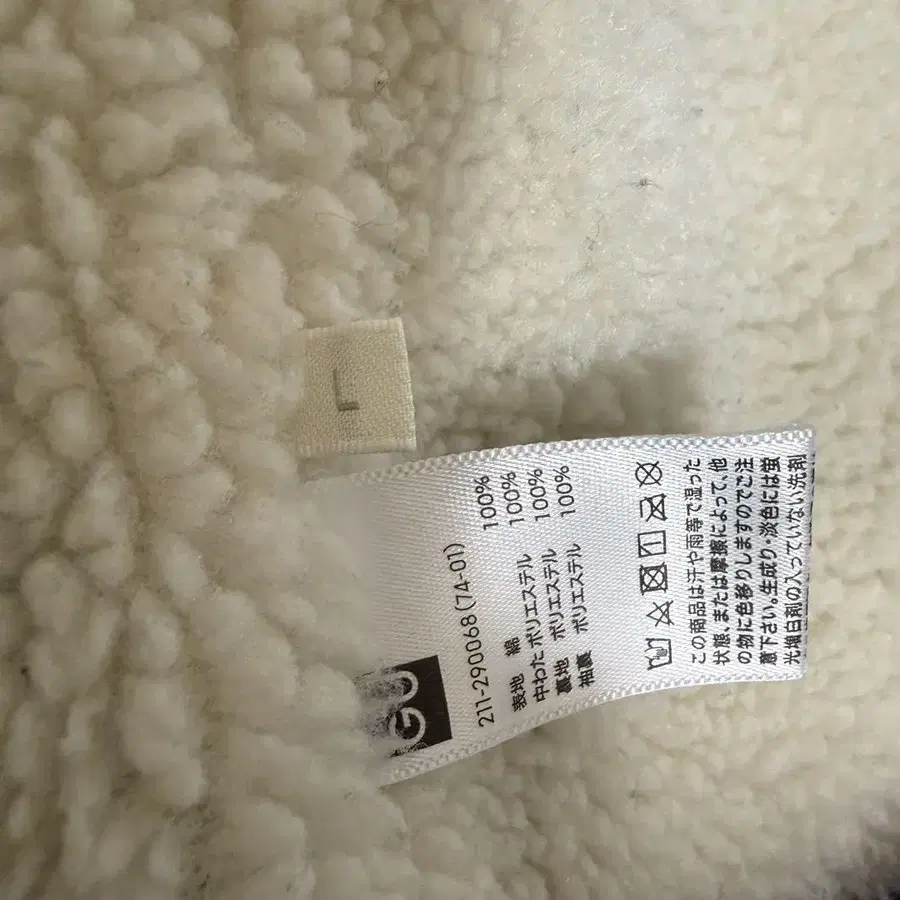 L
GU
211-290068(74-01)
表地 綿 100%
中わた ポリエステル 100%
裏地 ポリエステル 100%
袖裏 ポリエステル 100%
この商品は汗や雨等で湿った
状態、または摩擦によって、他
の物に色移りしますのでご注
意下さい。生成り・淡色には蛍
光増白剤の入っていない洗剤